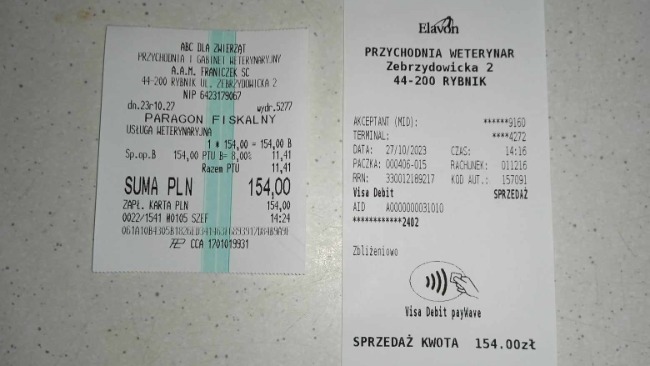 ABC DLA ZWIERZĄT
PRZYCHODNIA I GABINET WETERYNARYJNY
A.A.M. FRANICZEK SC
44-200 RYBNIK UL. ZEBRZYDOWICKA 2
NIP 6423179067
dn.23r10.27 wydr.5277
PARAGON FISKALNY
USŁUGA WETERYNARYJNA
1 * 154,00 = 154,00 B
Sp.op.B 154,00 PTU B= 8,00% 11,41
Razem PTU 11,41
SUMA PLN 154,00
ZAPŁ. KARTA PLN 154,00
0022/1541 #0105 SZEF 14:24
CCA 1701019931
Elavon
PRZYCHODNIA WETERYNAR
Zebrzydowicka 2
44-200 RYBNIK
AKCEPTANT (MID): ******9160
TERMINAL: ****4272
DATA: 27/10/2023 CZAS: 14:16
PACZKA: 000406-015 RACHUNEK: 011216
RRN: 330012189217 KOD AUT.: 157091
Visa Debit SPRZEDAŻ
AID A0000000031010
************2402
Zbliżeniowo
Visa Debit payWave
SPRZEDAŻ KWOTA 154.00zł